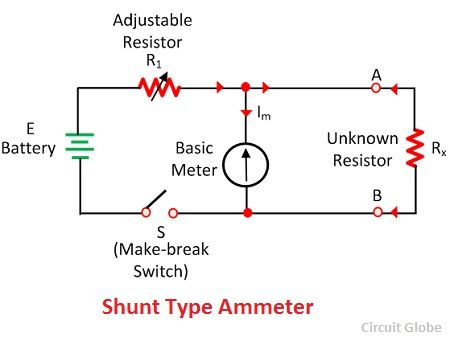 Adjustable
Resistor
R₁
A
E
Battery
Iₘ
Basic
Meter
Unknown
Resistor
Rₓ
B
S
(Make-break
Switch)
Shunt Type Ammeter
Circuit Globe